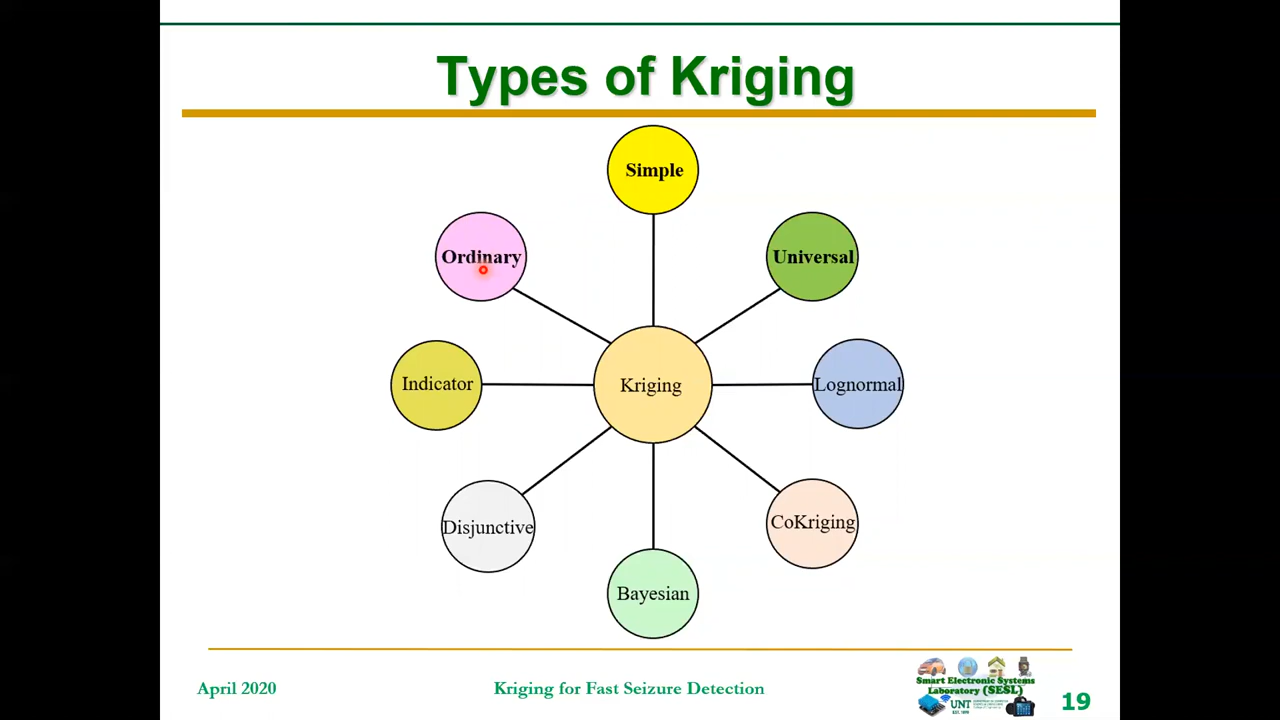 Types of Kriging
Simple
Ordinary
Universal
Indicator
Kriging
Lognormal
Disjunctive
CoKriging
Bayesian
April 2020
Kriging for Fast Seizure Detection
Smart Electronic Systems
Laboratory (SESL)
UNT
19